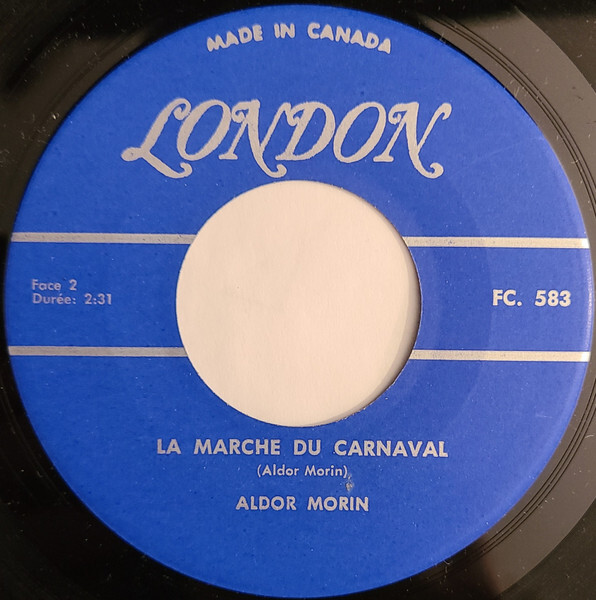 MADE IN CANADA
LONDON
Face 2
Durée: 2:31
FC. 583
LA MARCHE DU CARNAVAL
(Aldor Morin)
ALDOR MORIN